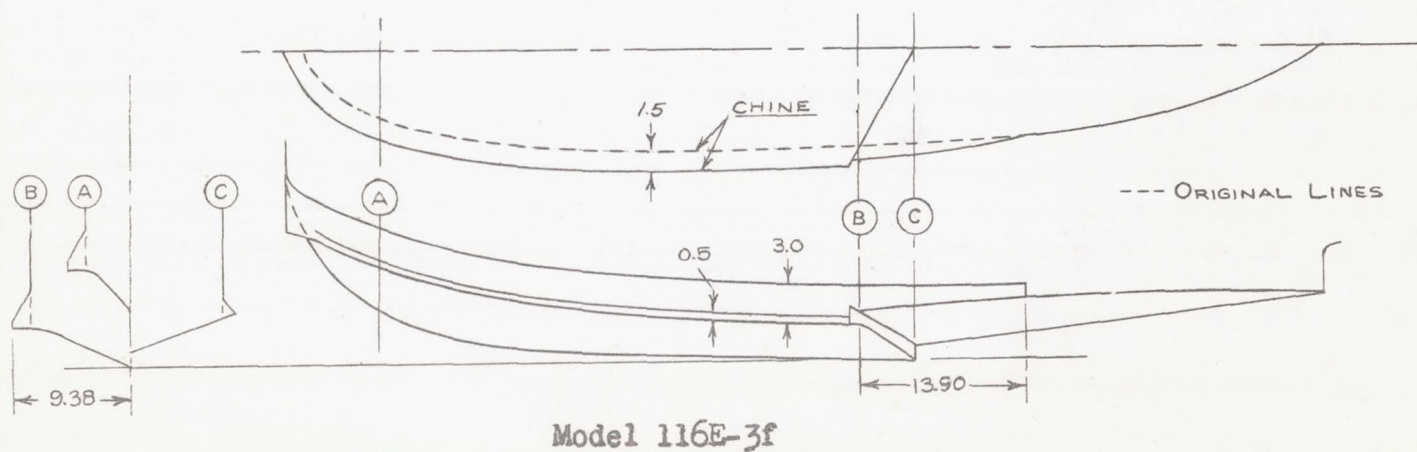 1.5
CHINE
B
A
C
A
B
C
--- ORIGINAL LINES
0.5
3.0
9.38
13.90
Model 116E-3f